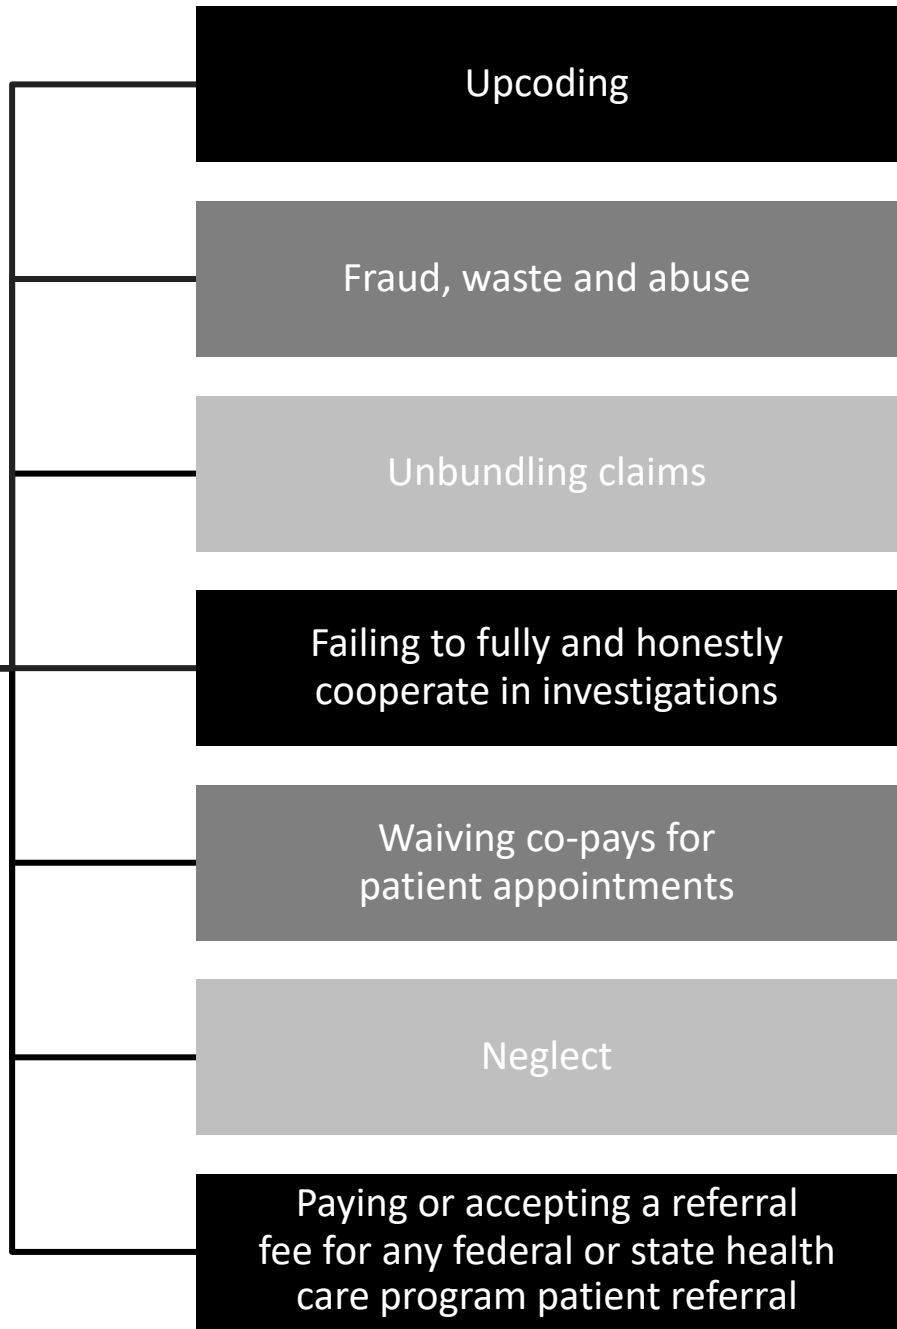 Upcoding
Fraud, waste and abuse
Unbundling claims
Failing to fully and honestly
cooperate in investigations
Waiving co-pays for
patient appointments
Neglect
Paying or accepting a referral
fee for any federal or state health
care program patient referral